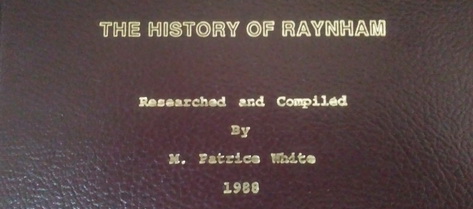 THE HISTORY OF RAYNHAM
Researched and Compiled
By
M. Patrice White
1988